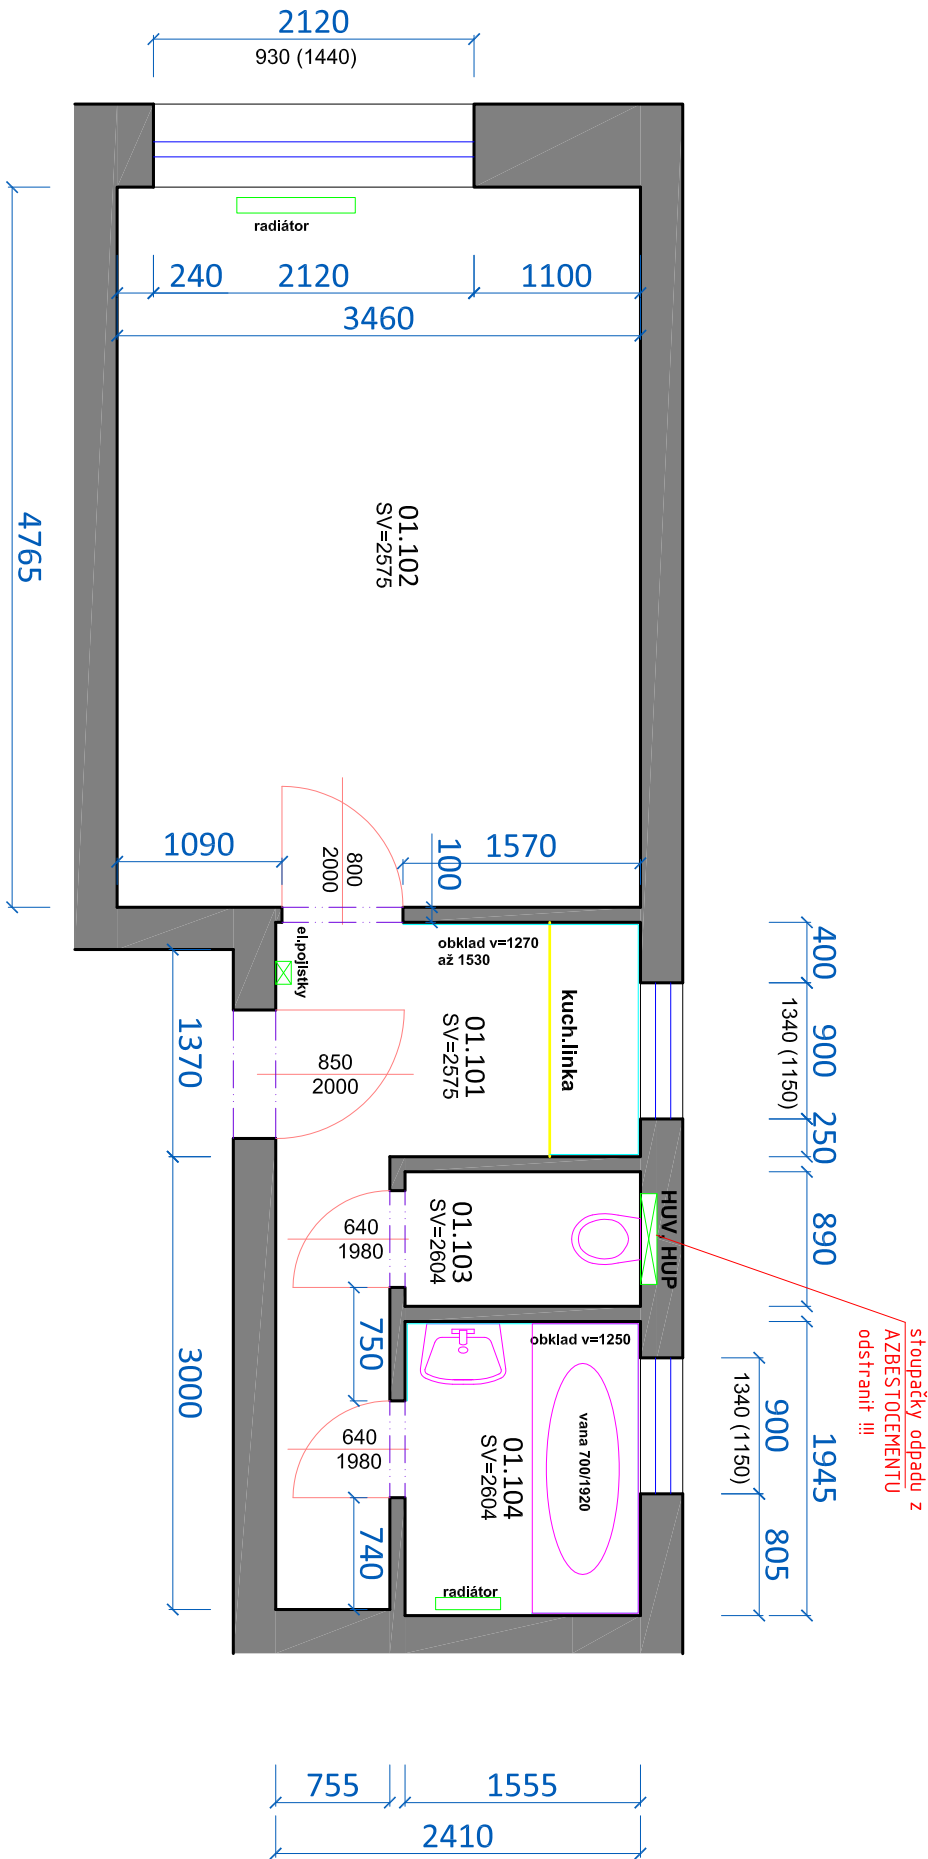 2120
930 (1440)
radiátor
240
2120
1100
3460
4765
01.102
SV=2575
1090
800
2000
100
1570
el.pojistky
obklad v=1270
až 1530
kuch.linka
01.101
SV=2575
850
2000
1370
400
900
1340 (1150)
250
890
HUV, HUP
01.103
SV=2604
640
1980
750
3000
stoupačky odpadu z
AZBESTOCEMENTU
odstranit !!!
obklad v=1250
vana 700/1920
01.104
SV=2604
640
1980
740
radiátor
900
1340 (1150)
1945
805
755
1555
2410